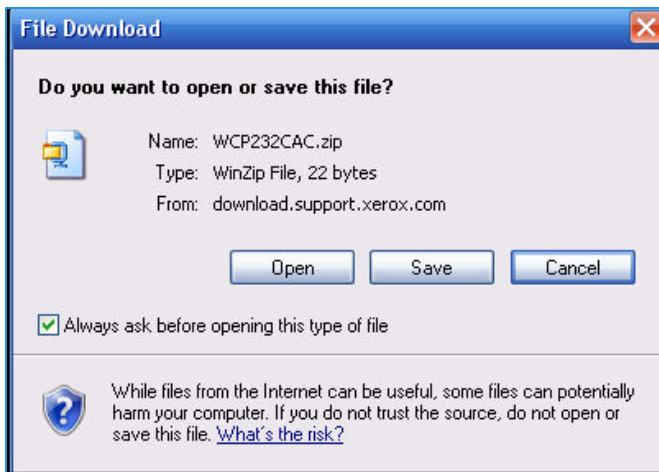 File Download
Do you want to open or save this file?
Name: WCP232CAC.zip
Type: WinZip File, 22 bytes
From: download.support.xerox.com
Open Save Cancel
Always ask before opening this type of file
While files from the Internet can be useful, some files can potentially
harm your computer. If you do not trust the source, do not open or
save this file. What's the risk?